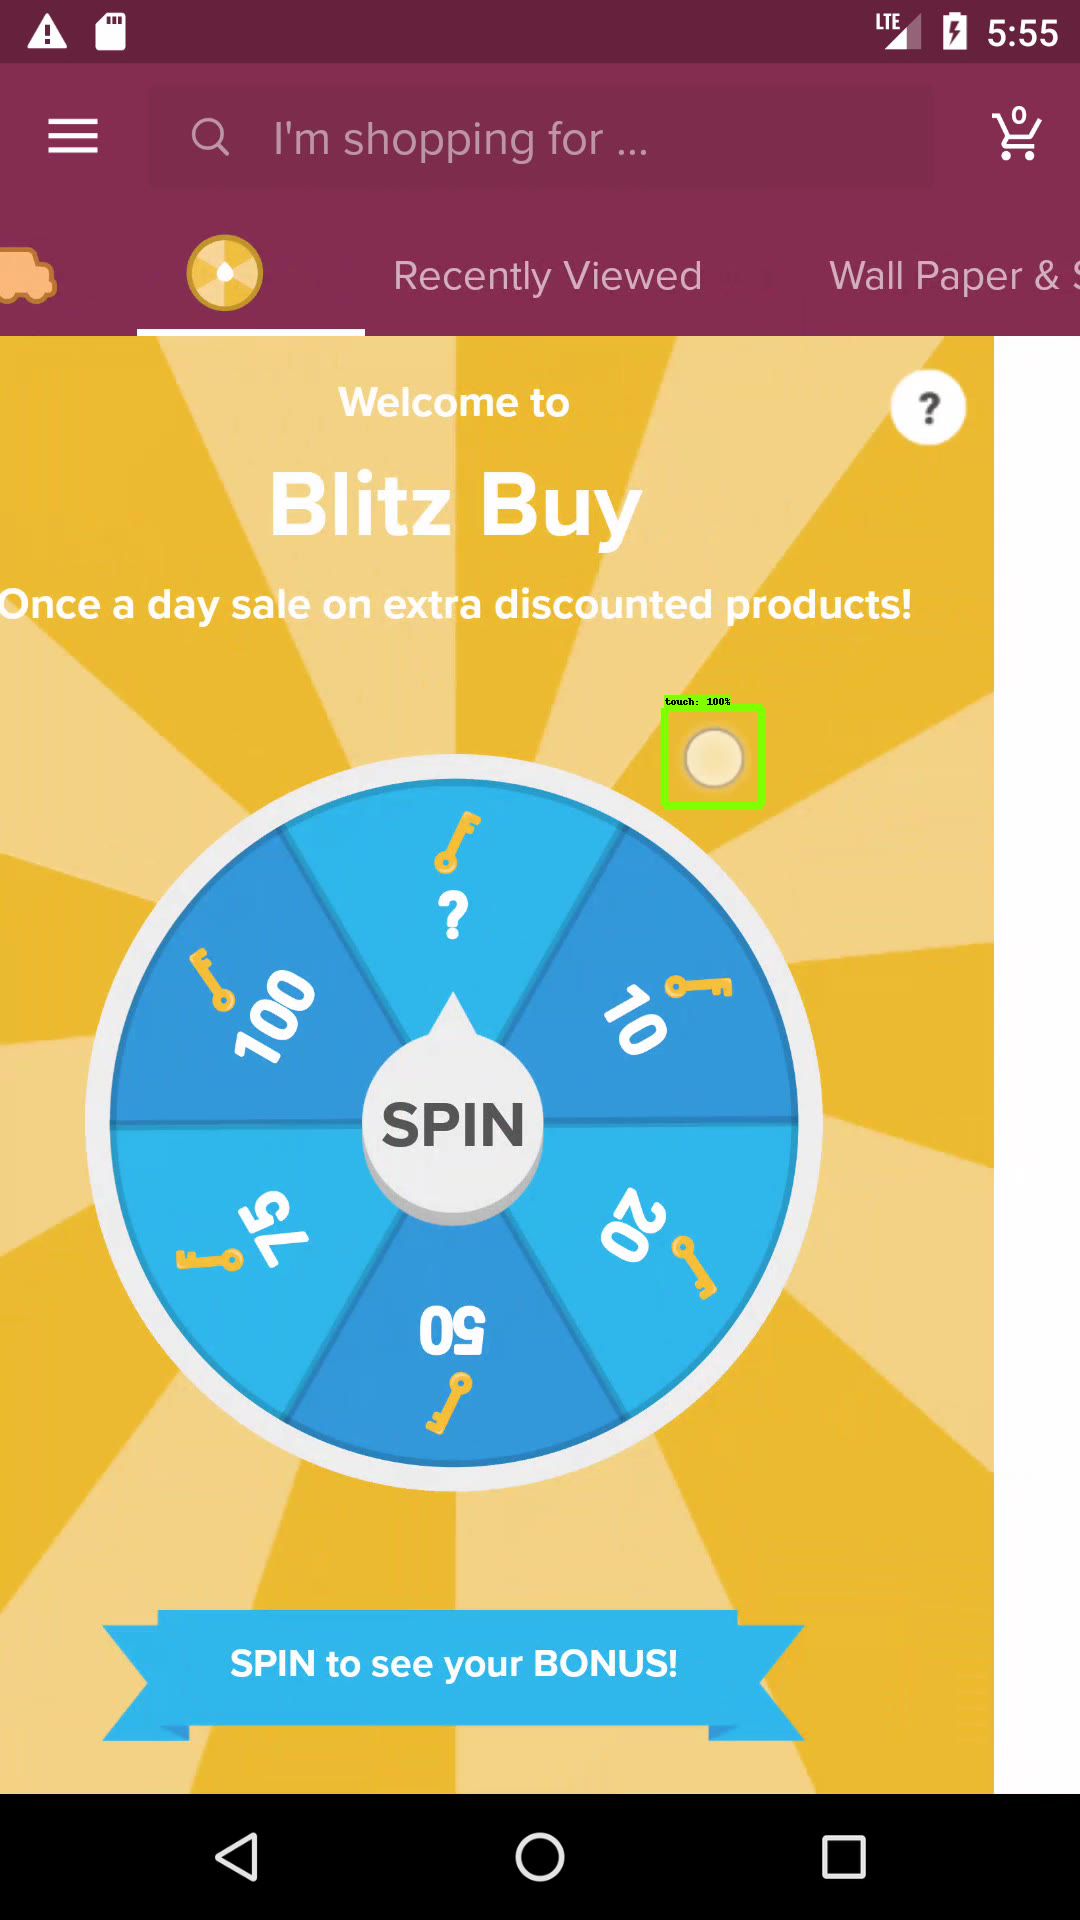 LTE 5:55
I'm shopping for ...
0
Recently Viewed
Wall Paper & S
Welcome to
?
Blitz Buy
Once a day sale on extra discounted products!
touch: 100%
?
100
10
SPIN
75
20
50
SPIN to see your BONUS!